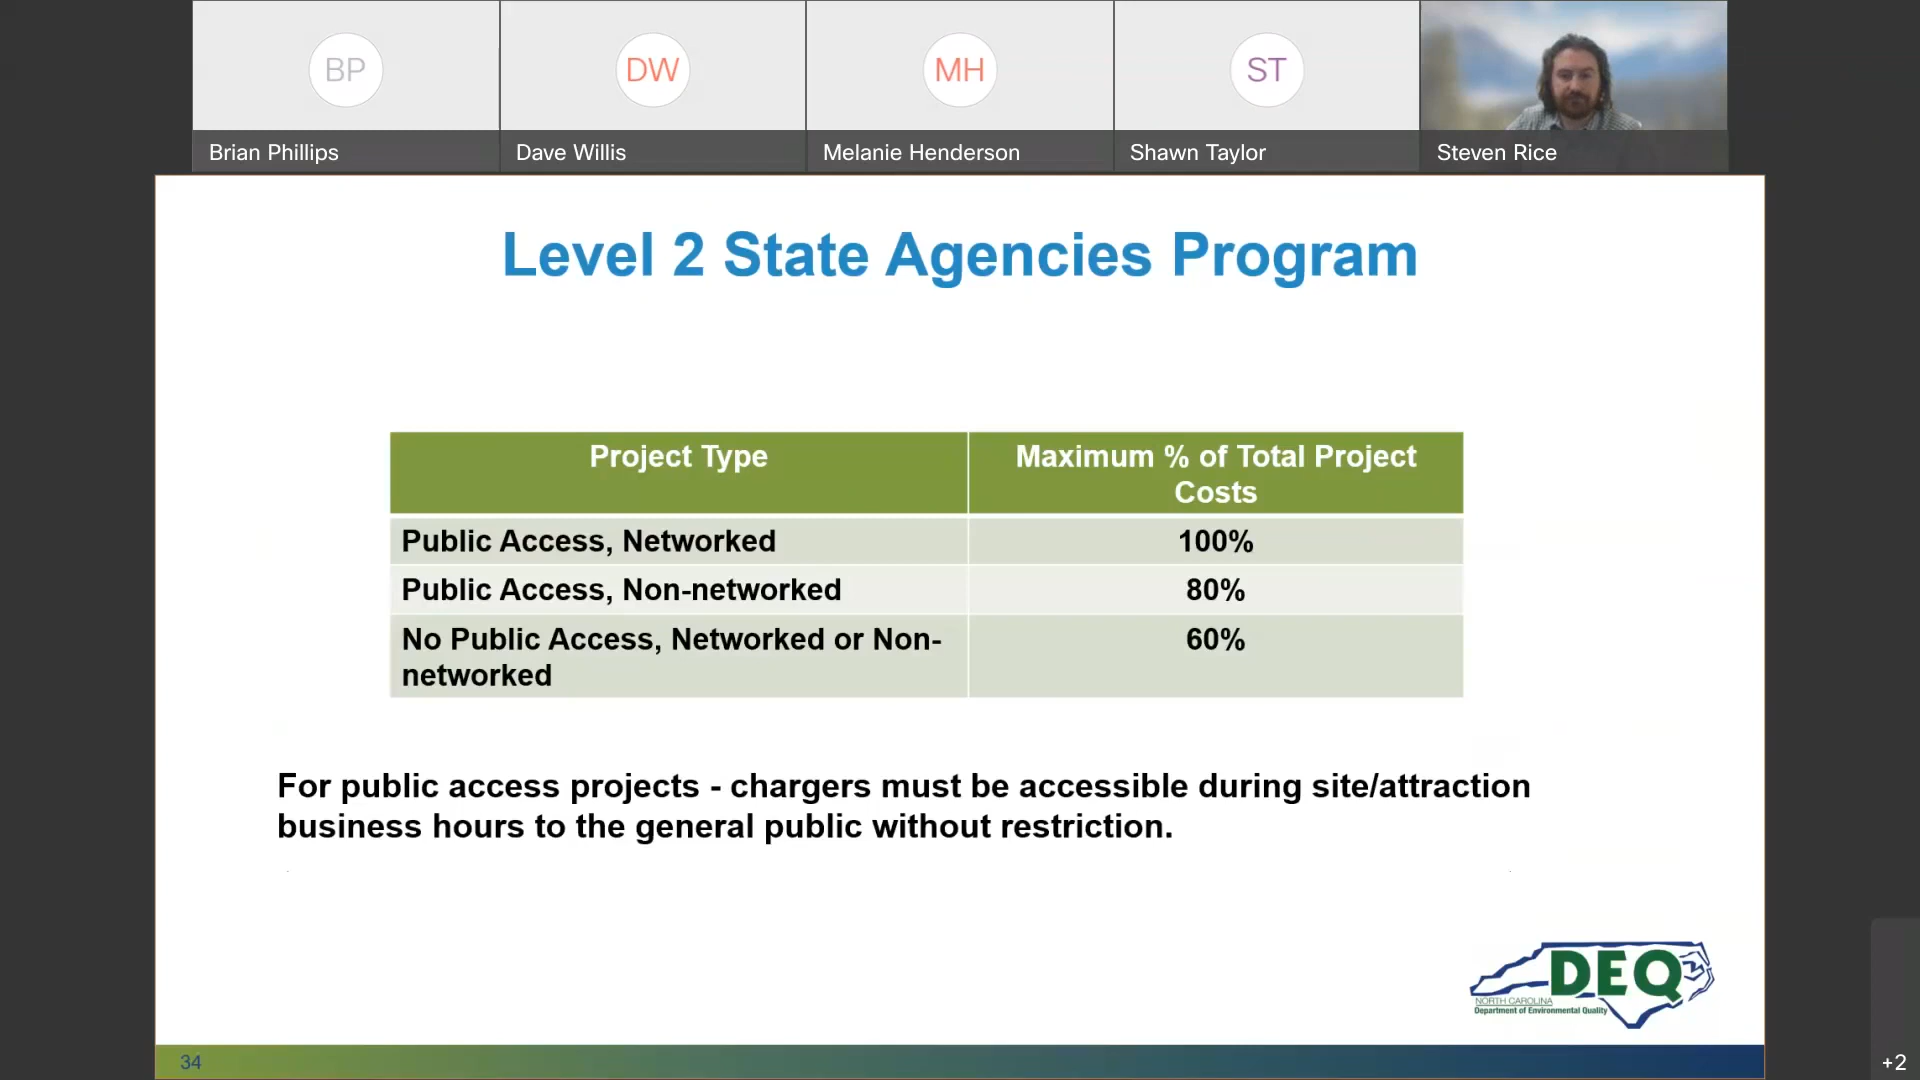 BP
DW
MH
ST
Brian Phillips
Dave Willis
Melanie Henderson
Shawn Taylor
Steven Rice
Level 2 State Agencies Program
Project Type
Maximum % of Total Project
Costs
Public Access, Networked
100%
Public Access, Non-networked
80%
No Public Access, Networked or Non-
networked
60%
For public access projects - chargers must be accessible during site/attraction
business hours to the general public without restriction.
DEQ
NORTH CAROLINA
Department of Environmental Quality
34
+2